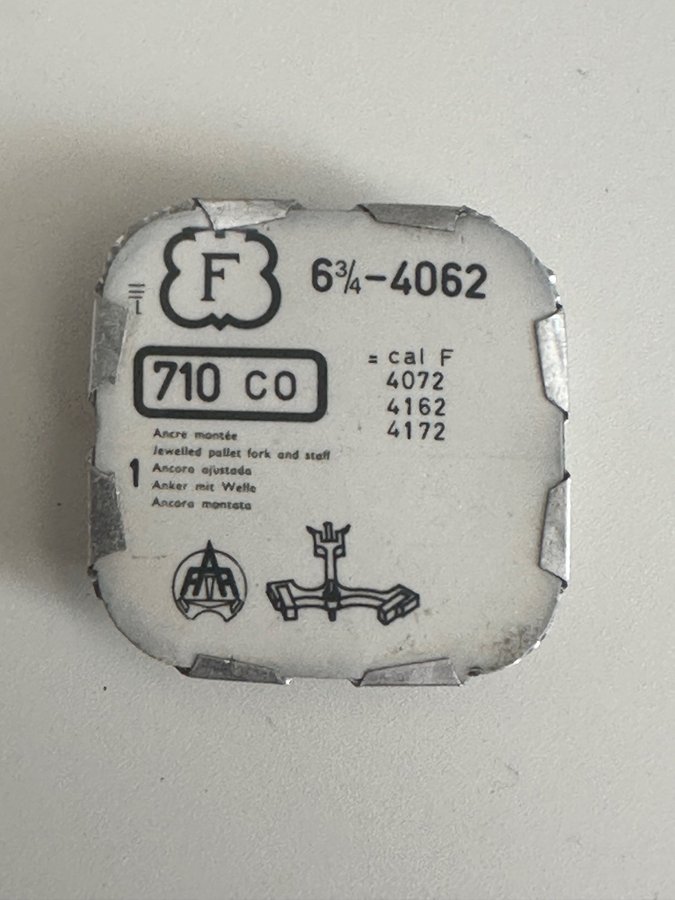 F
6¾-4062
710 CO
= cal F
4072
4162
4172
Ancre montée
Jewelled pallet fork and staff
1 Ancora ajustada
Anker mit Welle
Ancora montata